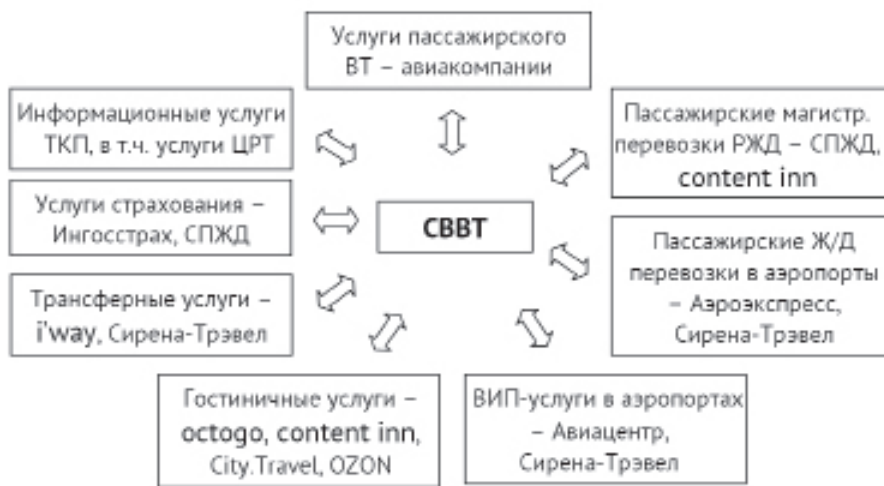 Услуги пассажирского
ВТ – авиакомпании
Информационные услуги
ТКП, в т.ч. услуги ЦРТ
Пассажирские магистр.
перевозки РЖД – СПЖД,
content inn
Услуги страхования –
Ингосстрах, СПЖД
СВВТ
Пассажирские Ж/Д
перевозки в аэропорты
– Аэроэкспресс,
Сирена-Трэвел
Трансферные услуги –
i'way, Сирена-Трэвел
Гостиничные услуги –
octogo, content inn,
City.Travel, OZON
ВИП-услуги в аэропортах
– Авиацентр,
Сирена-Трэвел